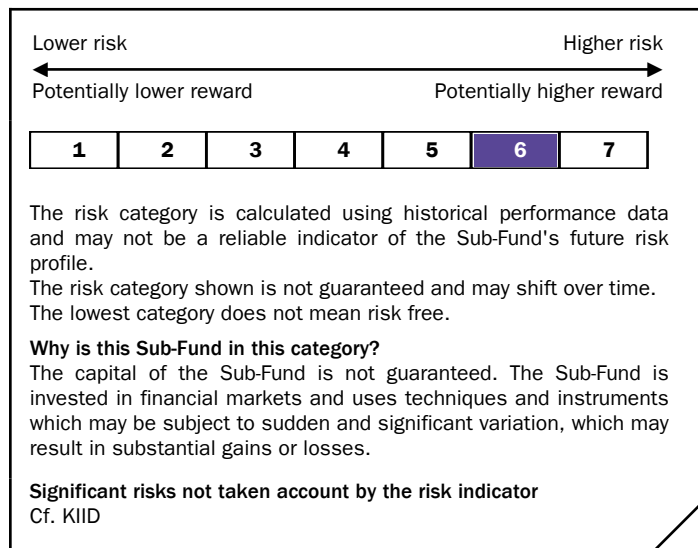 Lower risk Higher risk
Potentially lower reward Potentially higher reward
1 2 3 4 5 6 7
The risk category is calculated using historical performance data
and may not be a reliable indicator of the Sub-Fund's future risk
profile.
The risk category shown is not guaranteed and may shift over time.
The lowest category does not mean risk free.
Why is this Sub-Fund in this category?
The capital of the Sub-Fund is not guaranteed. The Sub-Fund is
invested in financial markets and uses techniques and instruments
which may be subject to sudden and significant variation, which may
result in substantial gains or losses.
Significant risks not taken account by the risk indicator
Cf. KIID